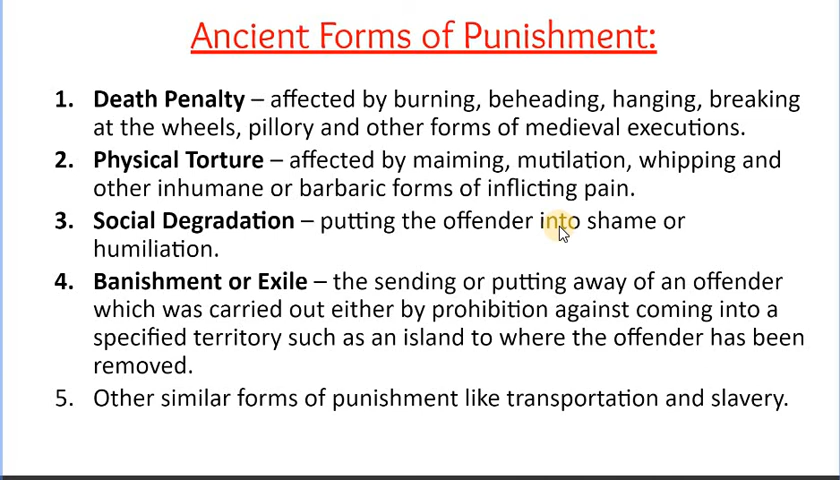 Ancient Forms of Punishment:
1. Death Penalty – affected by burning, beheading, hanging, breaking
at the wheels, pillory and other forms of medieval executions.
2. Physical Torture – affected by maiming, mutilation, whipping and
other inhumane or barbaric forms of inflicting pain.
3. Social Degradation – putting the offender into shame or
humiliation.
4. Banishment or Exile – the sending or putting away of an offender
which was carried out either by prohibition against coming into a
specified territory such as an island to where the offender has been
removed.
5. Other similar forms of punishment like transportation and slavery.